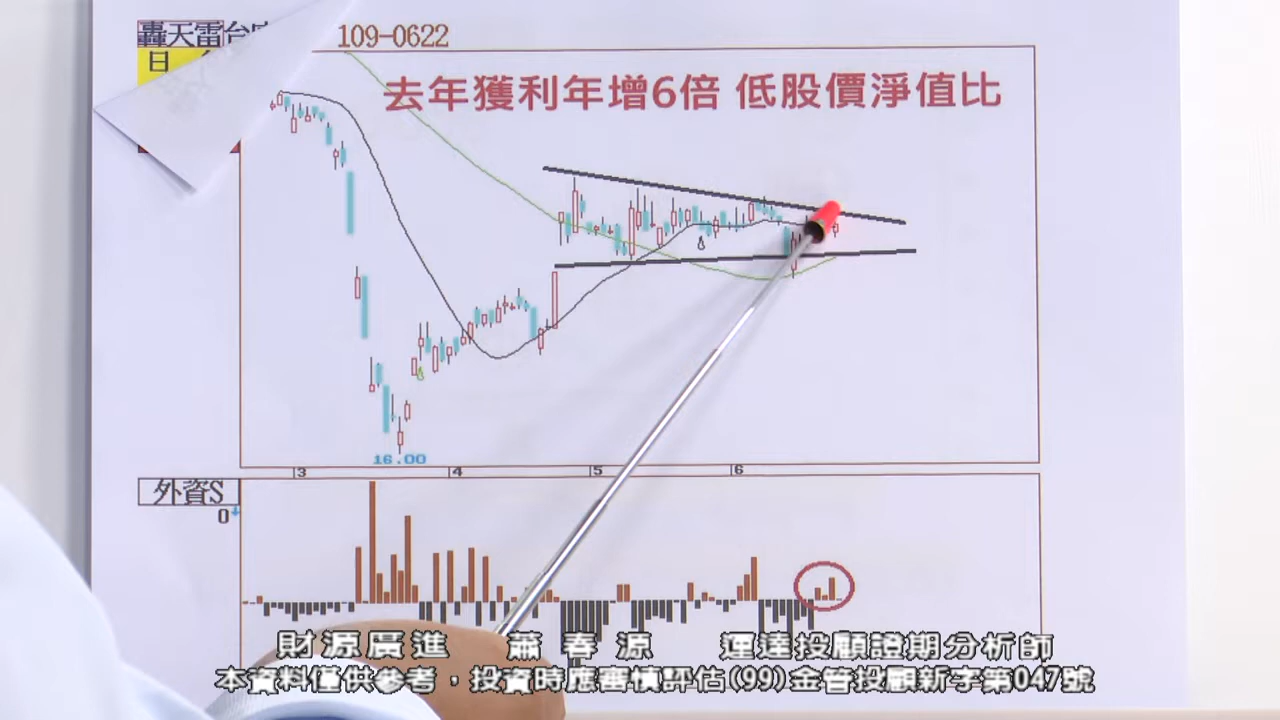 轟天雷台
109-0622
日
去年獲利年增6倍 低股價淨值比
16.00
3 4 5 6
外資S
0
財源廣進 蕭春源 運達投顧證期分析師
本資料僅供參考，投資時應審慎評估(99)金管投顧新字第047號